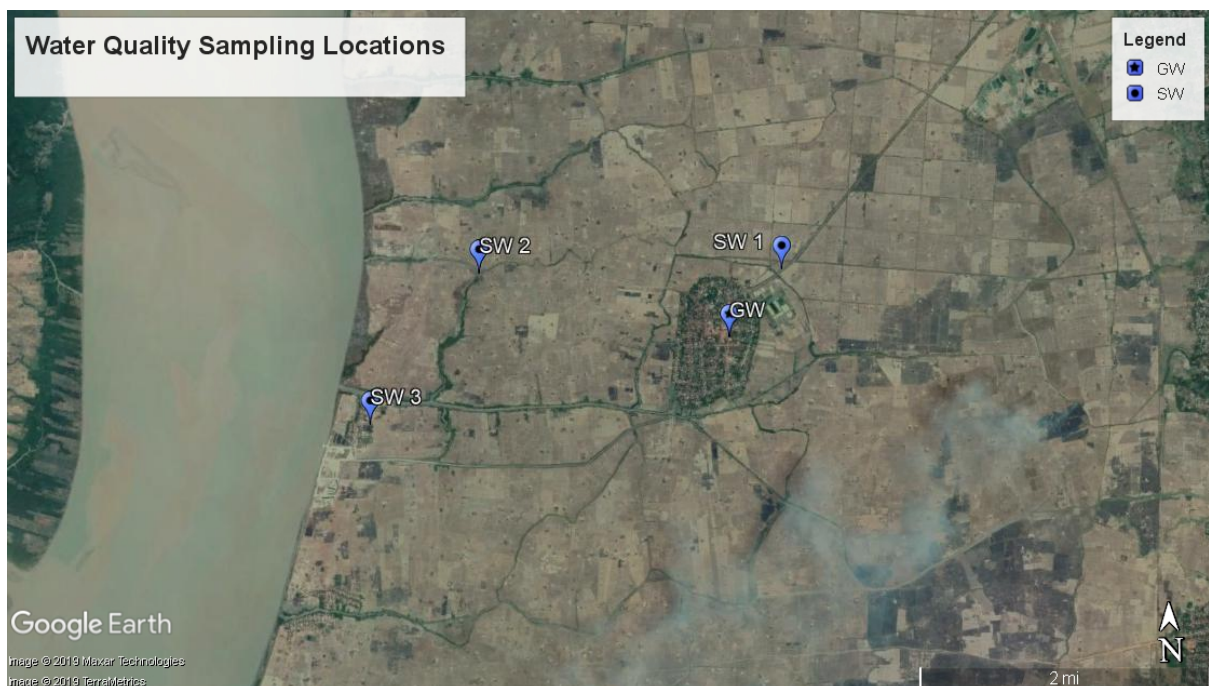 Water Quality Sampling Locations
Legend
GW
SW
SW 2
SW 1
GW
SW 3
Google Earth
N
Image © 2019 Maxar Technologies
Image © 2019 TerraMetrics
2 mi